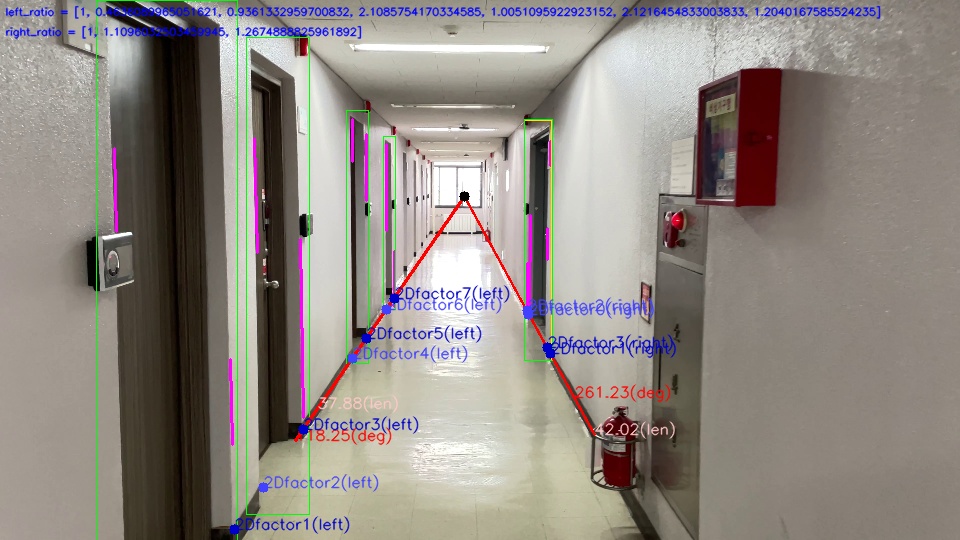 left_ratio = [1, 0.9361332959700832, 2.1085754170334585, 1.0051095922923152, 2.1216454833003833, 1.2040167585524235]
right_ratio = [1, 1.2674888825961892]
2Dfactor7(left)
2Dfactor6(left)
2Dfactor2(right)
2Dfactor5(left)
2Dfactor3(right)
2Dfactor4(left)
2Dfactor1(right)
261.23(deg)
37.88(len)
2Dfactor3(left)
42.02(len)
18.25(deg)
2Dfactor2(left)
2Dfactor1(left)